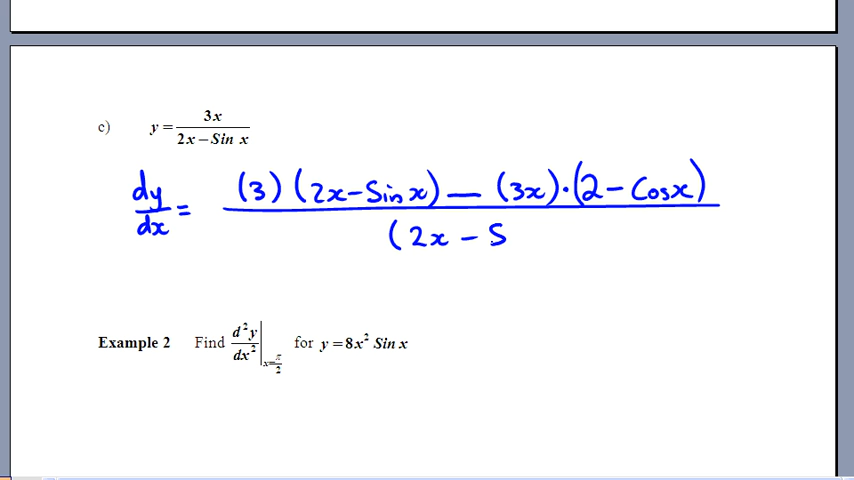 c) y = 3x / (2x − Sin x)
dy/dx = (3)(2x − Sin x) − (3x)·(2 − Cosx)
(2x − S
Example 2 Find d²y/dx² |x=π/2 for y = 8x² Sin x